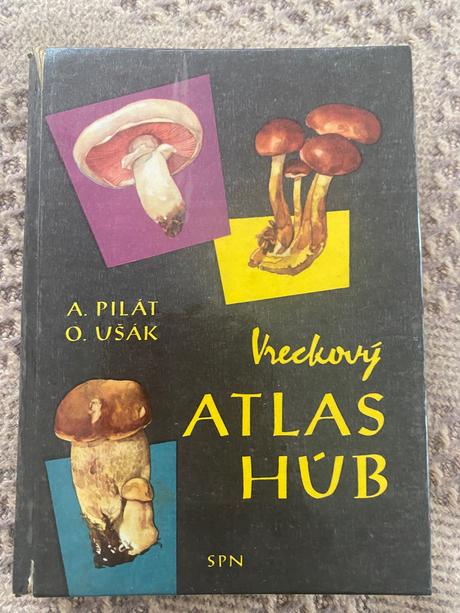 A. PILÁT
O. UŠÁK
Vreckový
ATLAS
HÚB
SPN